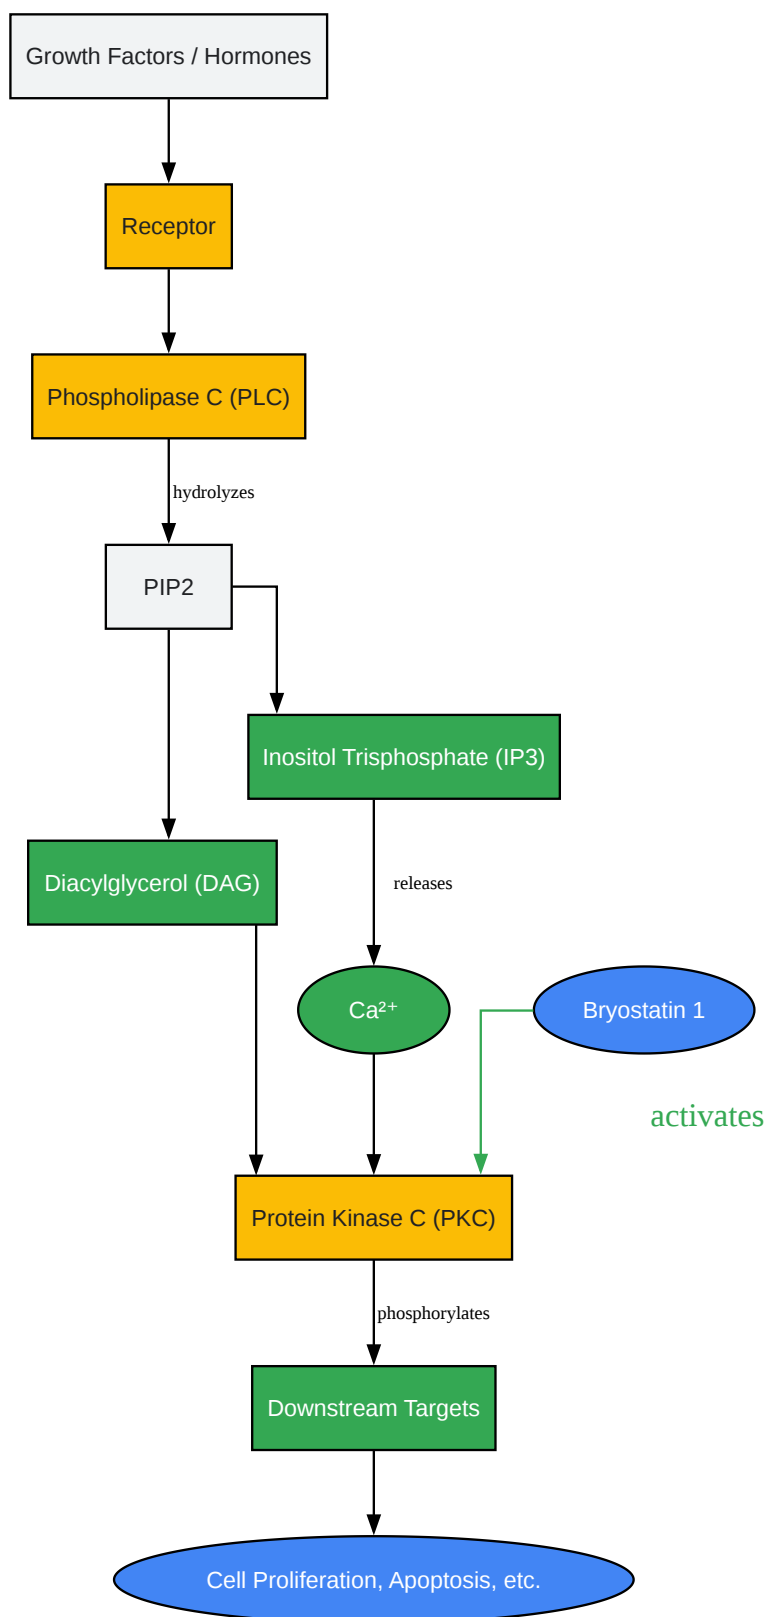 Growth Factors / Hormones
Receptor
Phospholipase C (PLC)
hydrolyzes
PIP2
Inositol Trisphosphate (IP3)
Diacylglycerol (DAG)
releases
Ca²⁺
Bryostatin 1
activates
Protein Kinase C (PKC)
phosphorylates
Downstream Targets
Cell Proliferation, Apoptosis, etc.